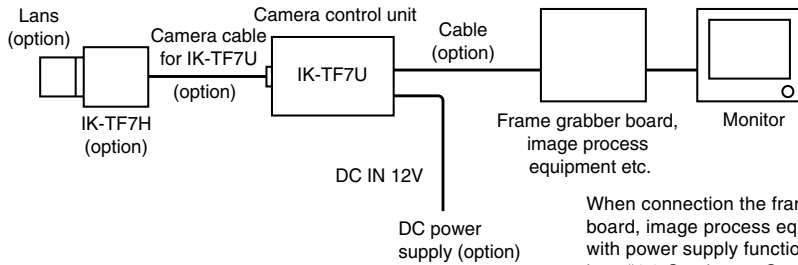 Lans
(option)
Camera cable
for IK-TF7U
(option)
Camera control unit
IK-TF7U
Cable
(option)
IK-TF7H
(option)
Frame grabber board,
image process
equipment etc.
Monitor
DC IN 12V
DC power
supply (option)
When connection the fran
board, image process equ
with power supply function